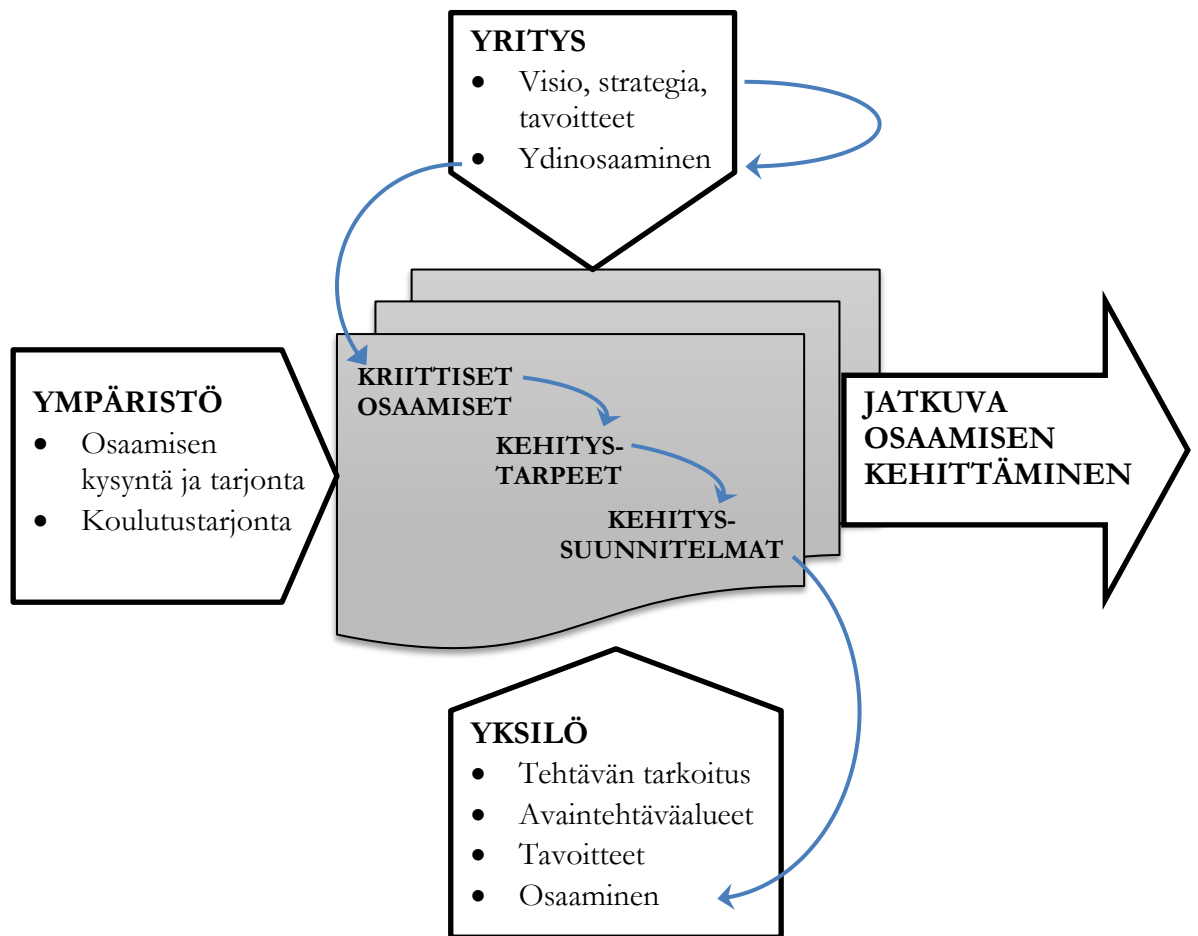 YRITYS
• Visio, strategia,
tavoitteet
• Ydinosaaminen
YMPÄRISTÖ
• Osaamisen
kysyntä ja tarjonta
• Koulutustarjonta
KRIITTISET
OSAAMISET
KEHITYS-
TARPEET
KEHITYS-
SUUNNITELMAT
JATKUVA
OSAAMISEN
KEHITTÄMINEN
YKSILÖ
• Tehtävän tarkoitus
• Avaintehtäväalueet
• Tavoitteet
• Osaaminen